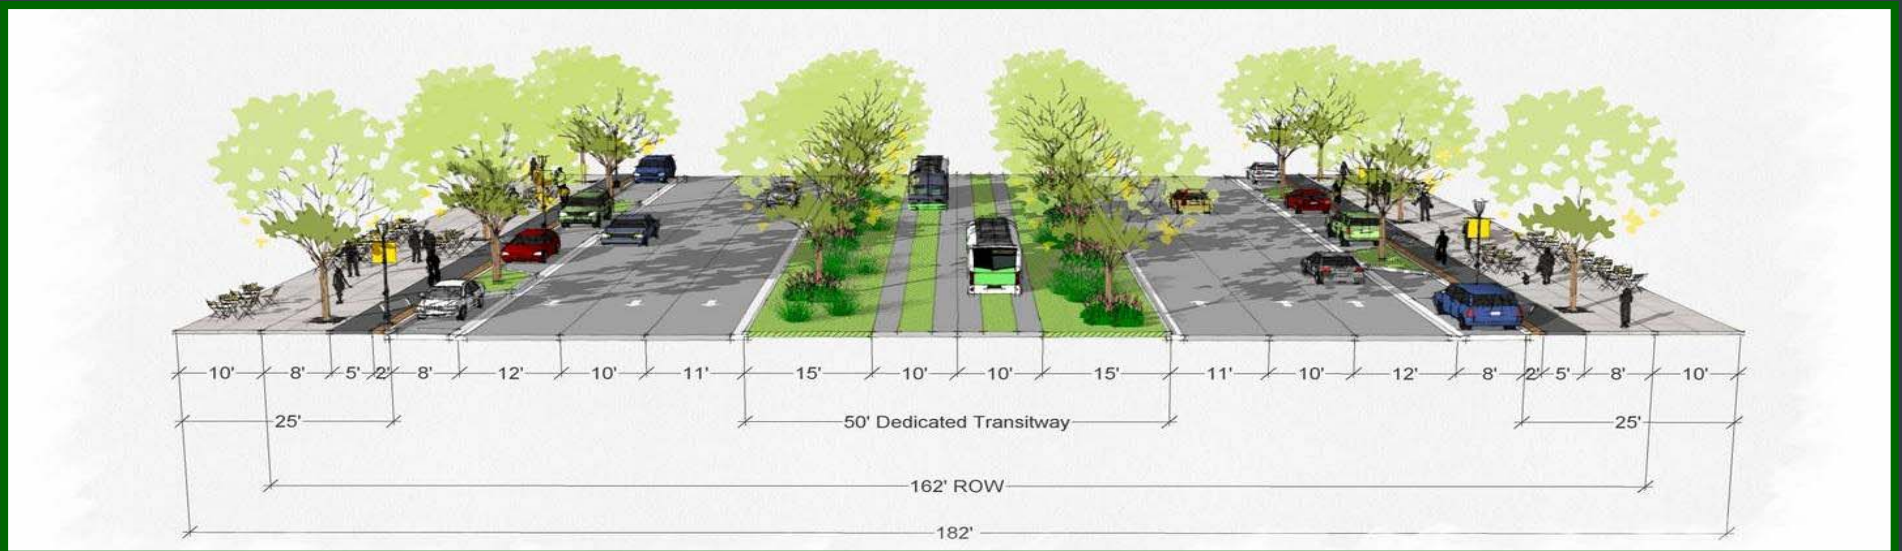 10' 8' 5' 2' 8' 12' 10' 11' 15' 10' 10' 15' 11' 10' 12' 8' 2' 5' 8' 10'
25' 50' Dedicated Transitway 25'
162' ROW
182'